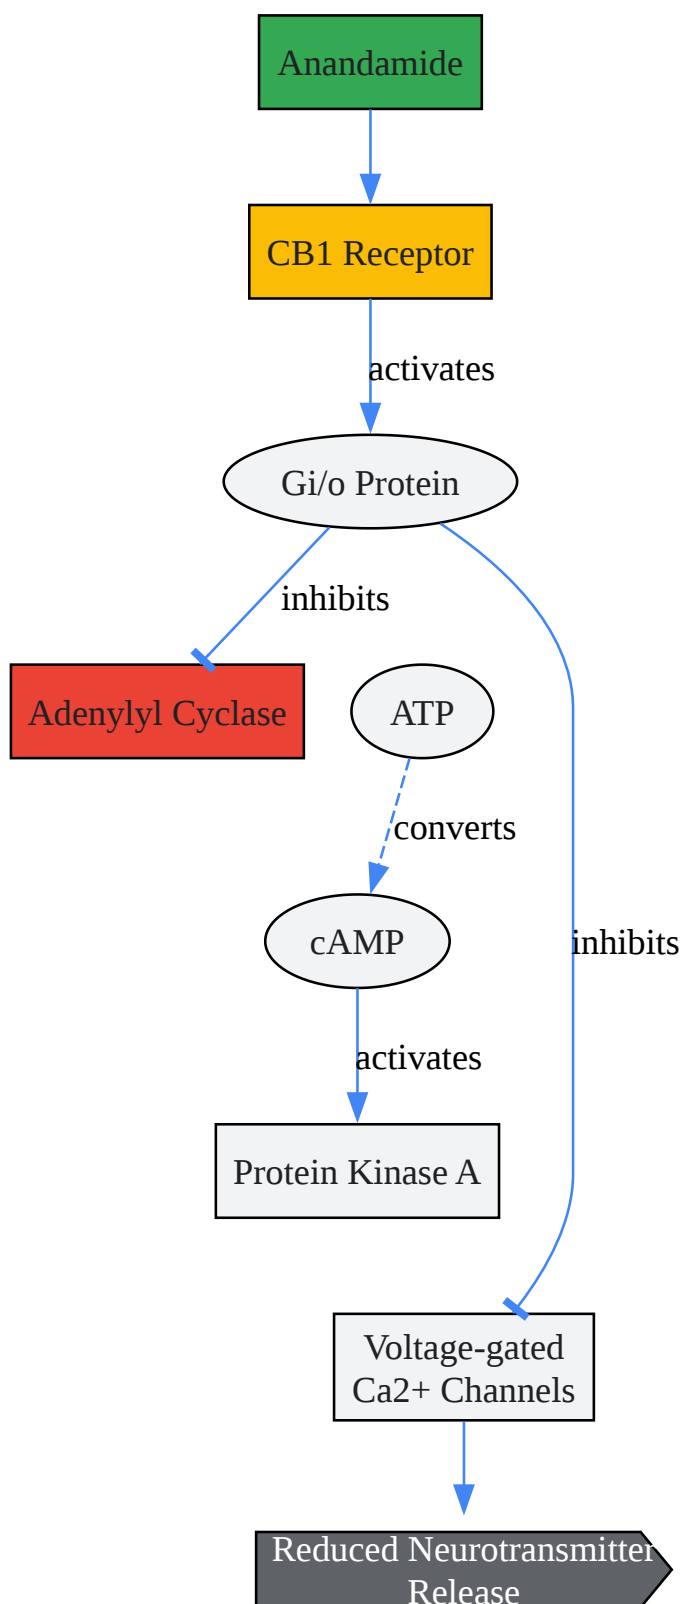 Anandamide
CB1 Receptor
activates
Gi/o Protein
inhibits
Adenylyl Cyclase
ATP
converts
cAMP
inhibits
activates
Protein Kinase A
Voltage-gated
Ca2+ Channels
Reduced Neurotransmitter
Release